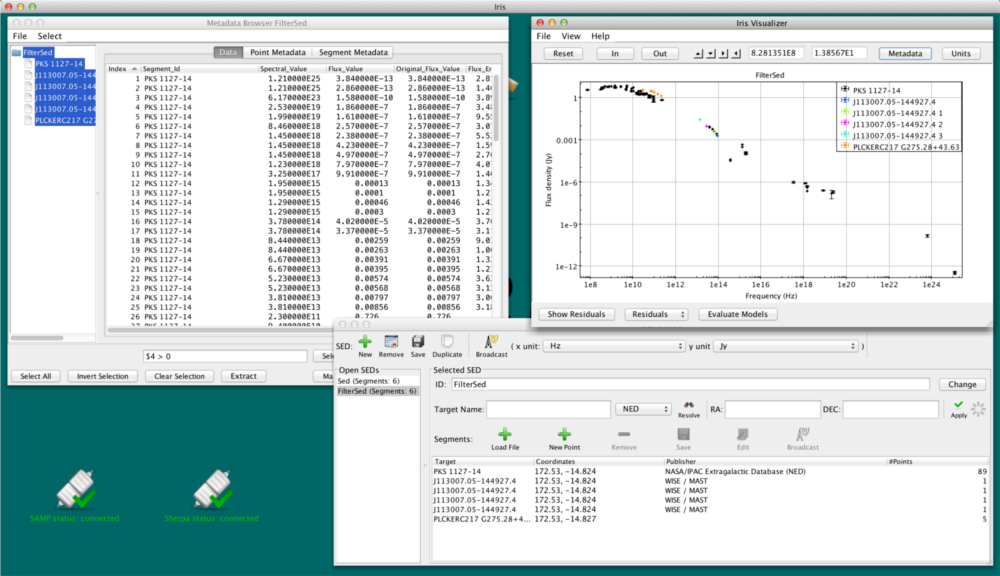 Iris
Metadata Browser FilterSed
File Select
FilterSed
PKS 1127-14
J113007.05-144
J113007.05-144
J113007.05-144
J113007.05-144
PLCKERC217 G27
Data Point Metadata Segment Metadata
Index Segment_Id Spectral_Value Flux_Value Original_Flux_Value Flux_Er
1 PKS 1127-14 1.210000E25 3.840000E-13 3.840000E-13 2.8
2 PKS 1127-14 1.210000E25 2.860000E-13 2.860000E-13 1.4
3 PKS 1127-14 6.170000E23 1.580000E-10 1.580000E-10 3.8
4 PKS 1127-14 2.530000E19 1.860000E-7 1.860000E-7 3.4
5 PKS 1127-14 1.990000E19 1.610000E-7 1.610000E-7 9.5
6 PKS 1127-14 8.460000E18 2.570000E-7 2.570000E-7 3.0
7 PKS 1127-14 1.450000E18 2.380000E-7 2.380000E-7 5.5
8 PKS 1127-14 1.450000E18 4.230000E-7 4.230000E-7 1.5
9 PKS 1127-14 1.450000E18 4.970000E-7 4.970000E-7 2.7
10 PKS 1127-14 1.230000E18 7.970000E-7 7.970000E-7 4.0
11 PKS 1127-14 3.250000E17 9.910000E-7 9.910000E-7 1.4
12 PKS 1127-14 1.950000E15 0.00013 0.00013 1.3
13 PKS 1127-14 1.950000E15 0.0001 0.0001 1.2
14 PKS 1127-14 1.290000E15 0.00046 0.00046 1.4
15 PKS 1127-14 1.290000E15 0.0003 0.0003 1.2
16 PKS 1127-14 3.780000E14 4.020000E-5 4.020000E-5 3.7
17 PKS 1127-14 3.780000E14 3.370000E-5 3.370000E-5 3.1
18 PKS 1127-14 8.440000E13 0.00259 0.00259 9.0
19 PKS 1127-14 8.440000E13 0.00263 0.00263 1.0
20 PKS 1127-14 6.670000E13 0.00391 0.00391 1.3
21 PKS 1127-14 6.670000E13 0.00395 0.00395 1.2
22 PKS 1127-14 5.230000E13 0.00574 0.00574 3.6
23 PKS 1127-14 5.230000E13 0.00568 0.00568 3.1
24 PKS 1127-14 3.810000E13 0.00797 0.00797 3.0
25 PKS 1127-14 3.810000E13 0.00856 0.00856 3.1
26 PKS 1127-14 2.300000E11 0.726 0.726
54 > 0
Select All Invert Selection Clear Selection Extract
Iris Visualizer
File View Help
Reset In Out 8.281351E8 1.38567E1 Metadata Units
FilterSed
PKS 1127-14
J113007.05-144927.4
J113007.05-144927.4 1
J113007.05-144927.4 2
J113007.05-144927.4 3
PLCKERC217 G275.28+43.63
Flux density (Jy)
1
0.001
1e-6
1e-9
1e-12
1e8 1e10 1e12 1e14 1e16 1e18 1e20 1e22 1e24
Frequency (Hz)
Show Residuals Residuals Evaluate Models
SED: New Remove Save Duplicate Broadcast ( x unit: Hz y unit Jy )
Open SEDs
Sed (Segments: 6)
FilterSed (Segments: 6)
Selected SED
ID: FilterSed Change
Target Name: NED Resolve RA: DEC: Apply
Segments: Load File New Point Remove Save Edit Broadcast
Target Coordinates Publisher #Points
PKS 1127-14 172.53, -14.824 NASA/IPAC Extragalactic Database (NED) 89
J113007.05-144927.4 172.53, -14.824 WISE / MAST 1
J113007.05-144927.4 172.53, -14.824 WISE / MAST 1
J113007.05-144927.4 172.53, -14.824 WISE / MAST 1
J113007.05-144927.4 172.53, -14.824 WISE / MAST 1
PLCKERC217 G275.28+4... 172.53, -14.827 5
SAMP status: connected
Sherpa status: connected